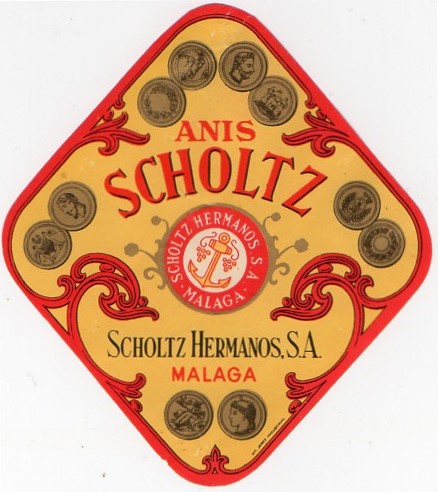 ANIS
SCHOLTZ
SCHOLTZ HERMANOS S.A.
MALAGA
SCHOLTZ HERMANOS, S.A.
MALAGA